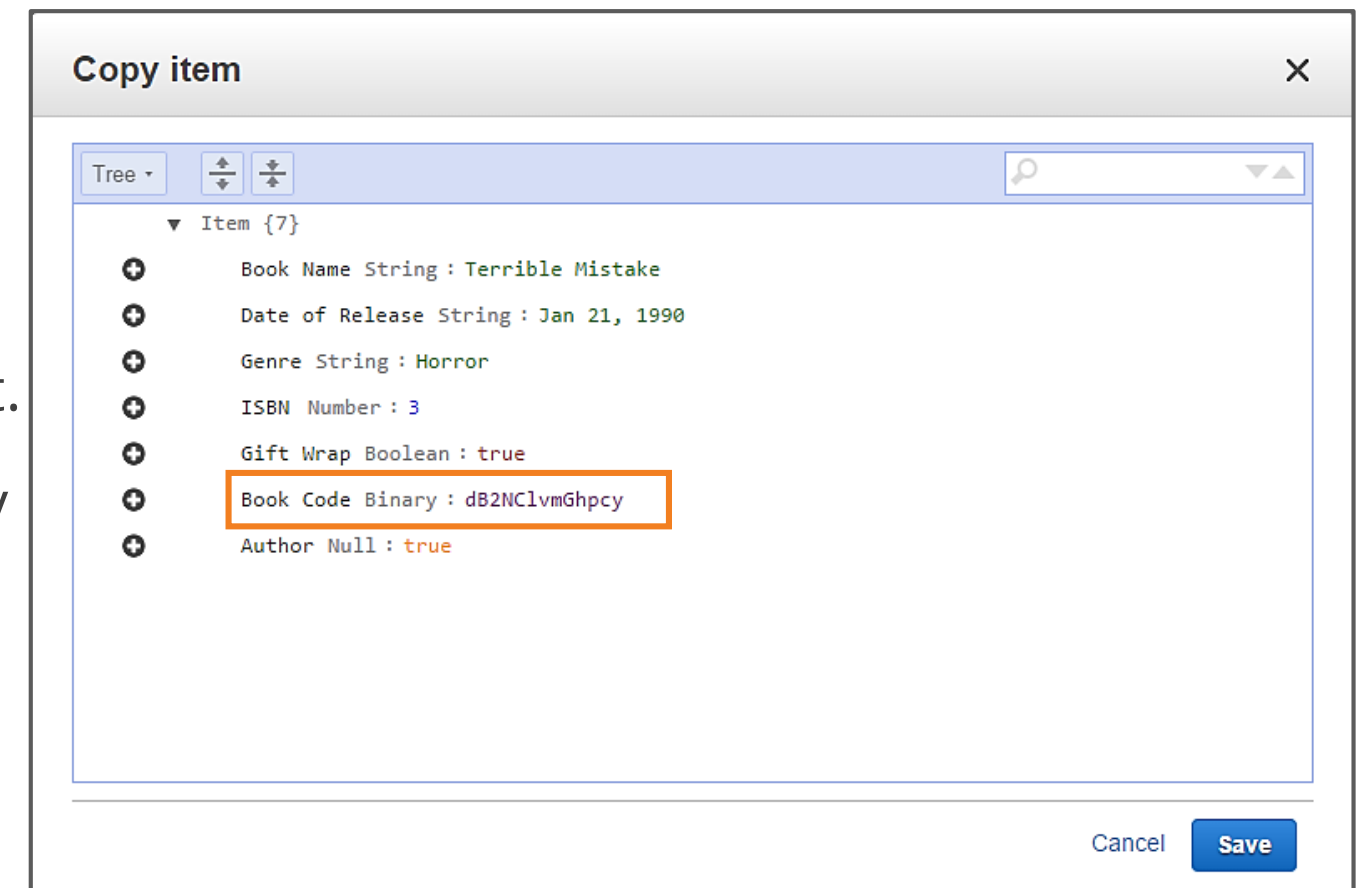 Copy item
Tree
Item {7}
Book Name String : Terrible Mistake
Date of Release String : Jan 21, 1990
t.
Genre String : Horror
ISBN Number : 3
Gift Wrap Boolean : true
y
Book Code Binary : dB2NClvmGhpcy
Author Null : true
Cancel Save